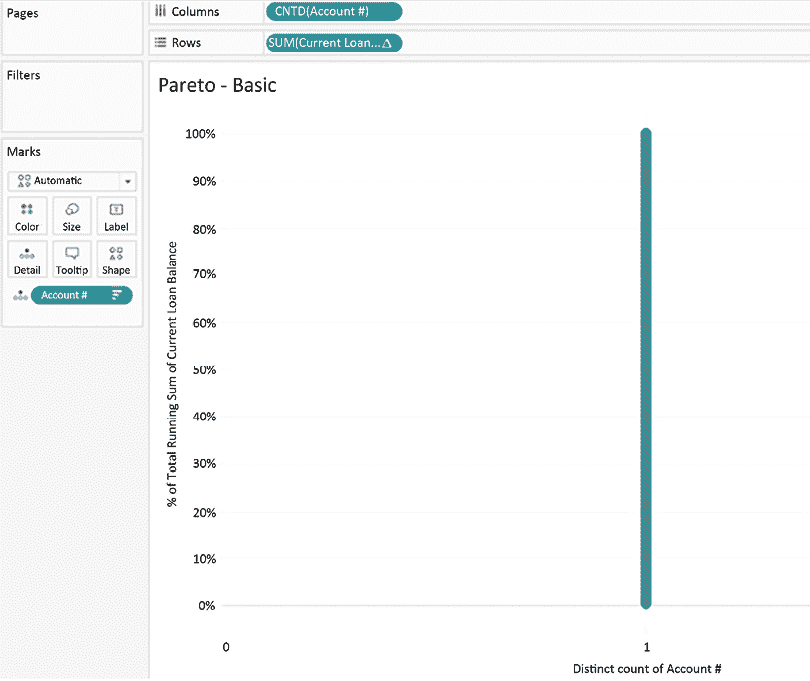 Pages
Columns
CNTD(Account #)
Rows
SUM(Current Loan...Δ
Filters
Marks
Automatic
Color
Size
Label
Detail
Tooltip
Shape
Account #
Pareto - Basic
% of Total Running Sum of Current Loan Balance
100%
90%
80%
70%
60%
50%
40%
30%
20%
10%
0%
0
1
Distinct count of Account #